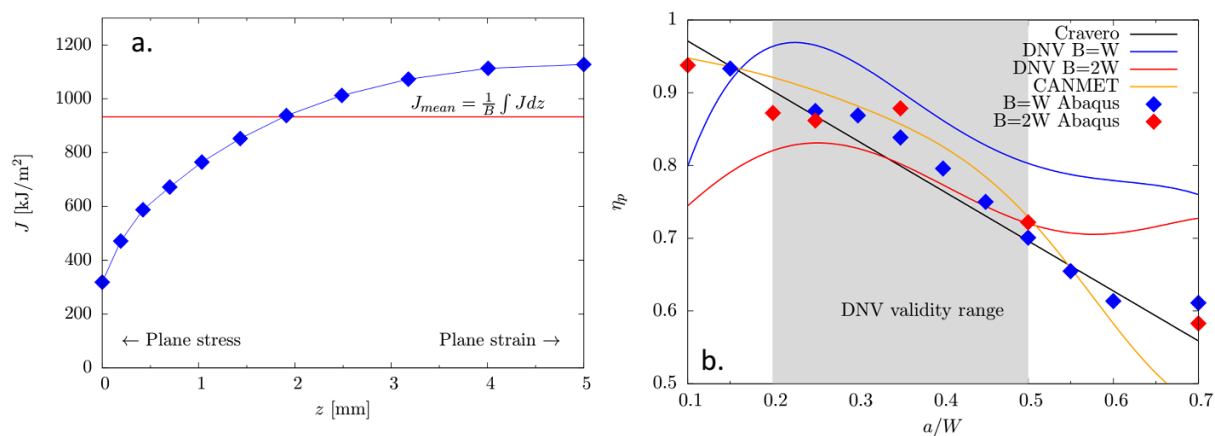 a.
J [kJ/m²]
1200
1000
800
600
400
200
0
J_mean = 1/B ∫ Jdz
← Plane stress
Plane strain →
0
1
2
3
4
5
z [mm]
b.
η_p
1
0.9
0.8
0.7
0.6
0.5
Cravero
DNV B=W
DNV B=2W
CANMET
B=W Abaqus
B=2W Abaqus
DNV validity range
0.1
0.2
0.3
0.4
0.5
0.6
0.7
a/W